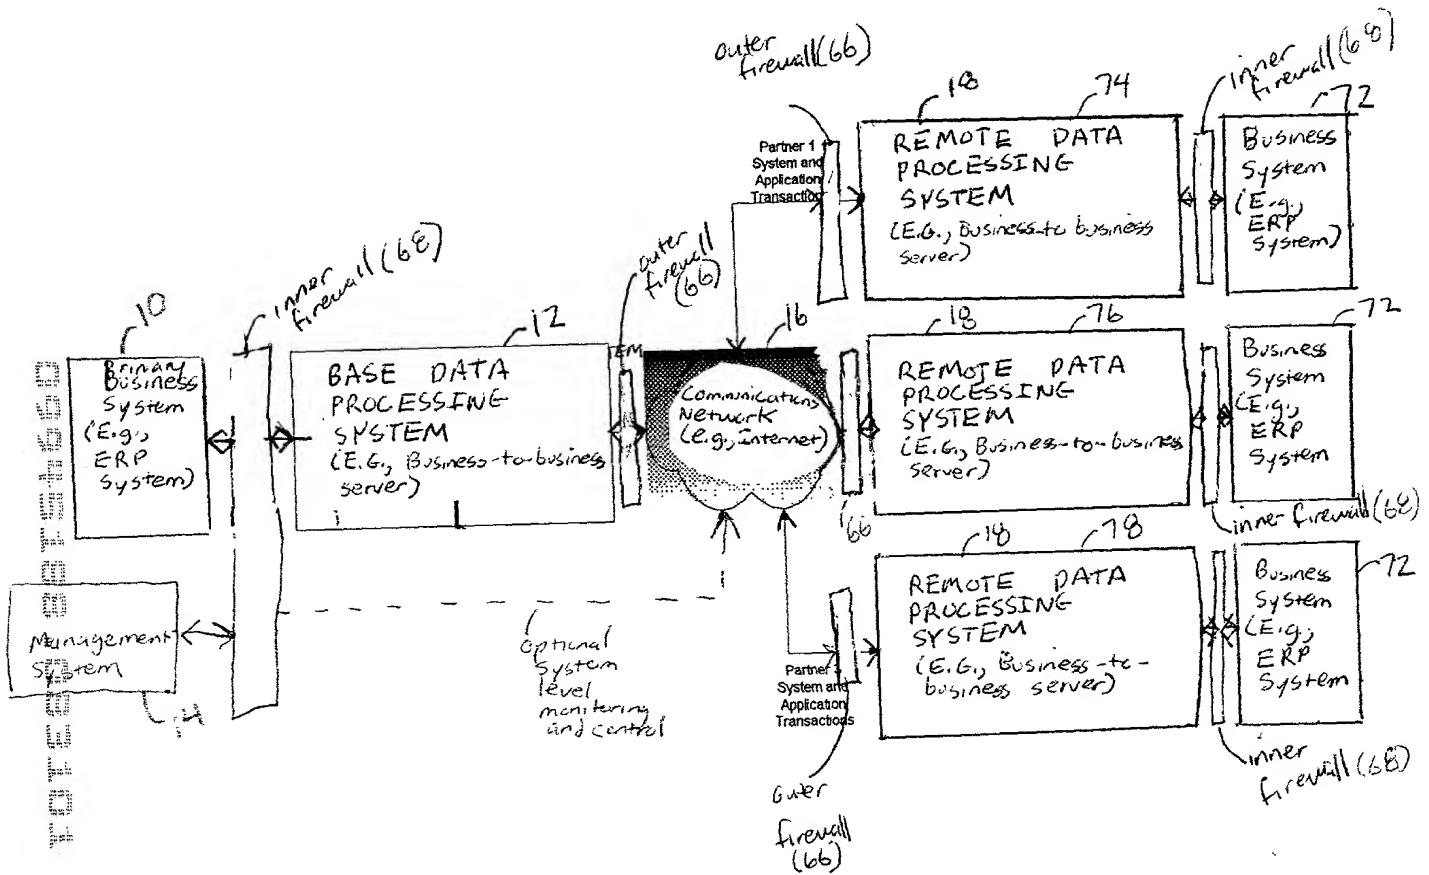 outer
firewall(66)
18
74
inner
firewall(68)
72
Partner 1
System and
Application
Transaction
REMOTE DATA
PROCESSING
SYSTEM
(E.G., Business-to business
server)
Business
System
(E.g.,
ERP
System)
10
inner
firewall(68)
12
outer
firewall
(66)
16
18
76
72
Primary
Business
System
(E.g.,
ERP
System)
BASE DATA
PROCESSING
SYSTEM
(E.G., Business-to-business
server)
EM
Communications
Network
(e.g., Internet)
REMOTE DATA
PROCESSING
SYSTEM
(E.G., Business-to-business
server)
Business
System
(E.g.,
ERP
System
66
inner firewall(68)
18
78
72
Management
System
14
optional
System
level
monitoring
and control
Partner
System and
Application
Transactions
REMOTE DATA
PROCESSING
SYSTEM
(E.G., Business-to-
business server)
Business
System
(E.g.,
ERP
System
outer
firewall
(66)
inner
firewall(68)